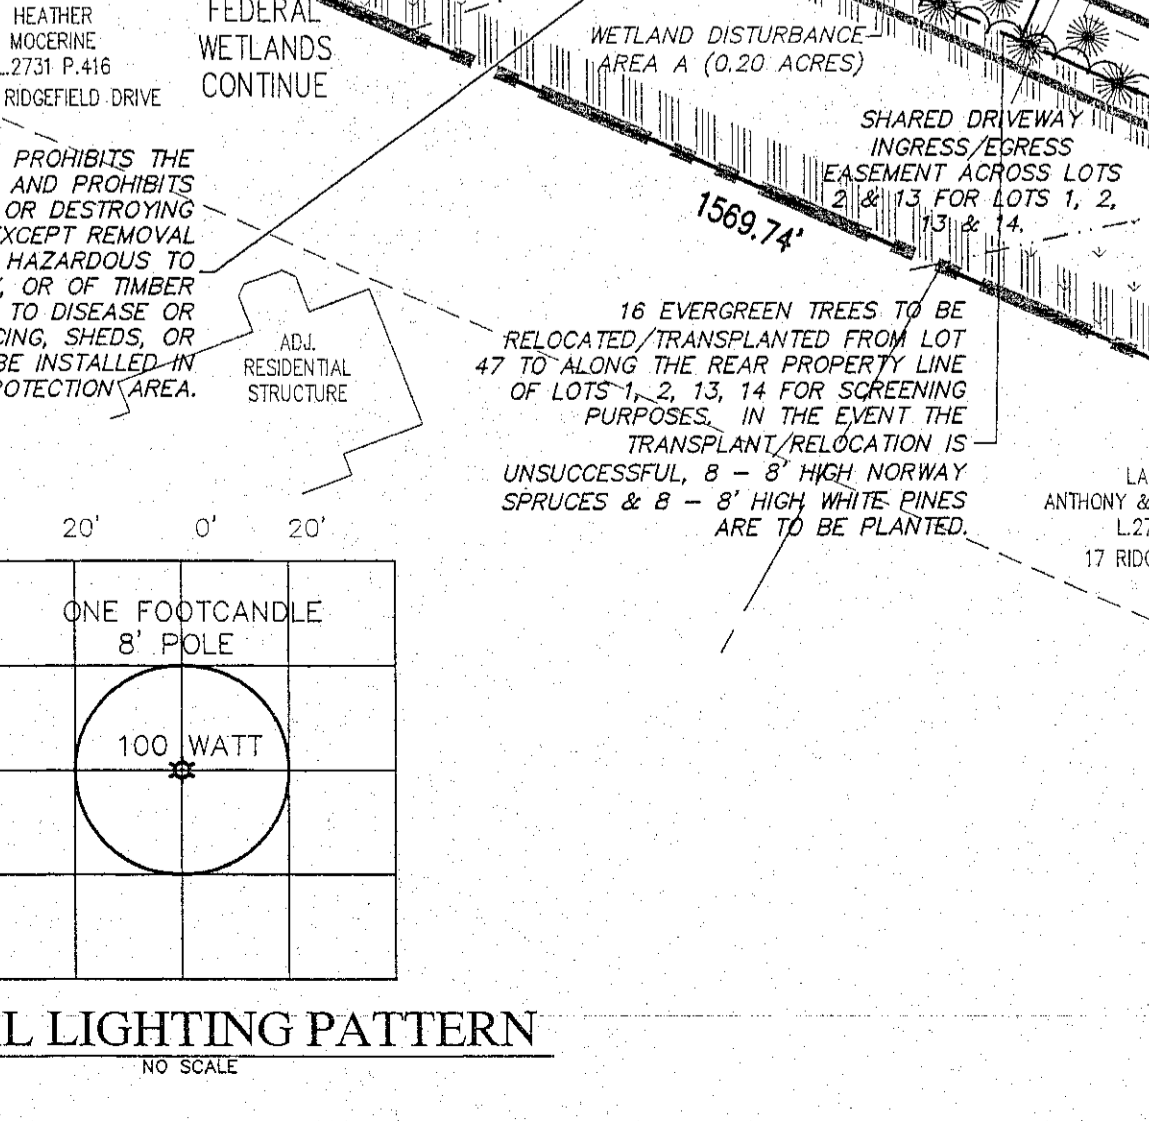 HEATHER
MOCERINE
L.2731 P.416
RIDGEFIELD DRIVE
FEDERAL
WETLANDS
CONTINUE
WETLAND DISTURBANCE
AREA A (0.20 ACRES)
SHARED DRIVEWAY
INGRESS/EGRESS
EASEMENT ACROSS LOTS
2 & 13 FOR LOTS 1, 2,
13 & 14.
PROHIBITS THE
AND PROHIBITS
OR DESTROYING
EXCEPT REMOVAL
HAZARDOUS TO
, OR OF TIMBER
TO DISEASE OR
CING, SHEDS, OR
BE INSTALLED IN
OTECTION AREA.
1569.74'
ADJ.
RESIDENTIAL
STRUCTURE
16 EVERGREEN TREES TO BE
RELOCATED/TRANSPLANTED FROM LOT
47 TO ALONG THE REAR PROPERTY LINE
OF LOTS 1, 2, 13, 14 FOR SCREENING
PURPOSES. IN THE EVENT THE
TRANSPLANT/RELOCATION IS
UNSUCCESSFUL, 8 – 8' HIGH NORWAY
SPRUCES & 8 – 8' HIGH WHITE PINES
ARE TO BE PLANTED.
LA
ANTHONY &
L.27
17 RIDG
20' 0' 20'
ONE FOOTCANDLE
8' POLE
100 WATT
L LIGHTING PATTERN
NO SCALE